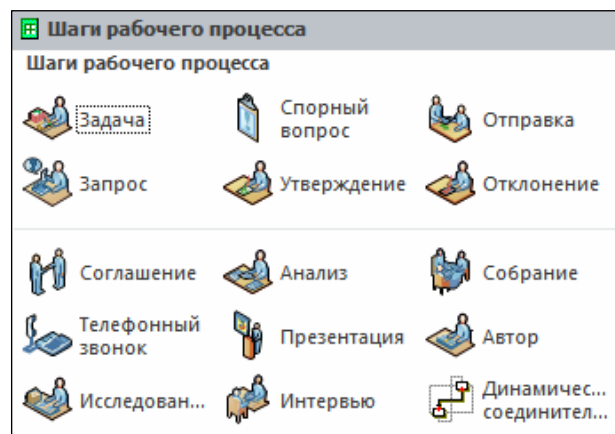 Шаги рабочего процесса
Шаги рабочего процесса
Задача
Спорный
вопрос
Отправка
Запрос
Утверждение
Отклонение
Соглашение
Анализ
Собрание
Телефонный
звонок
Презентация
Автор
Исследован...
Интервью
Динамичес...
соединител...